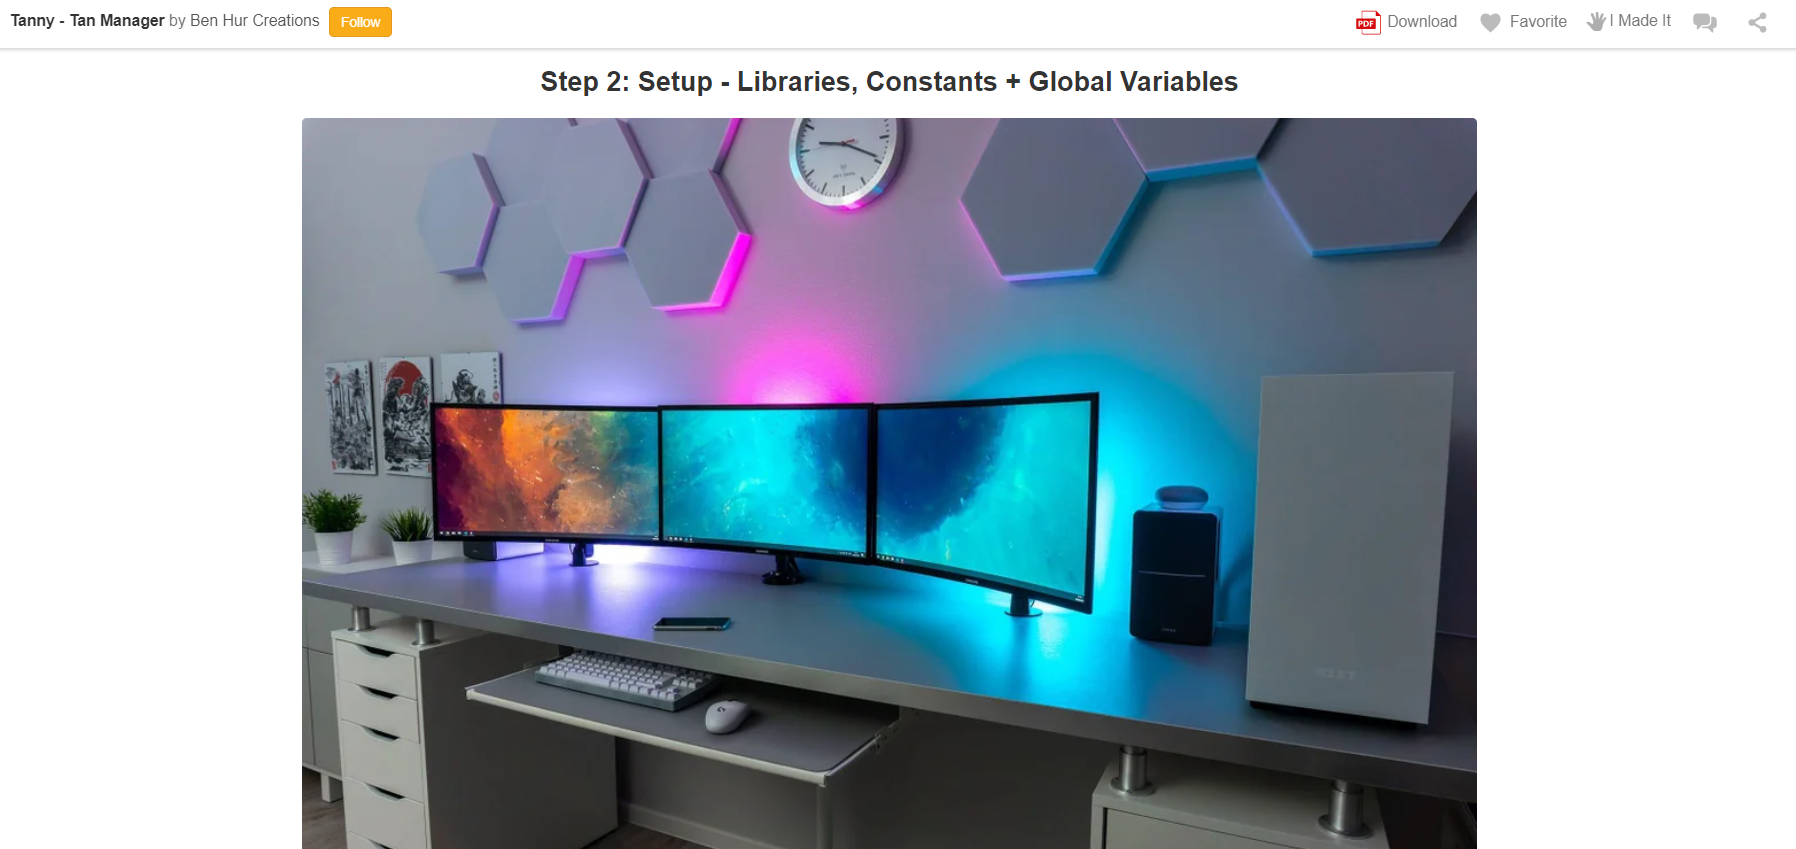 Tanny - Tan Manager by Ben Hur Creations Follow
PDF Download Favorite I Made It
Step 2: Setup - Libraries, Constants + Global Variables
NZXT